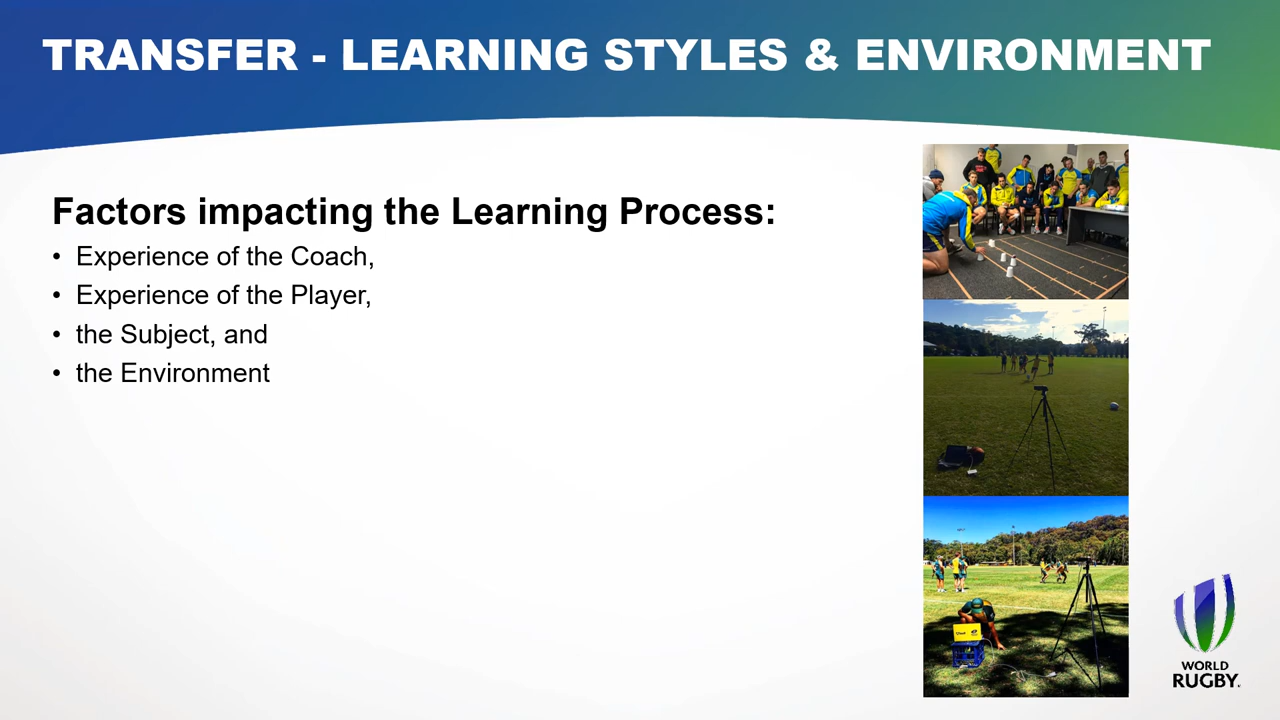 TRANSFER - LEARNING STYLES & ENVIRONMENT
Factors impacting the Learning Process:
• Experience of the Coach,
• Experience of the Player,
• the Subject, and
• the Environment
WORLD
RUGBY